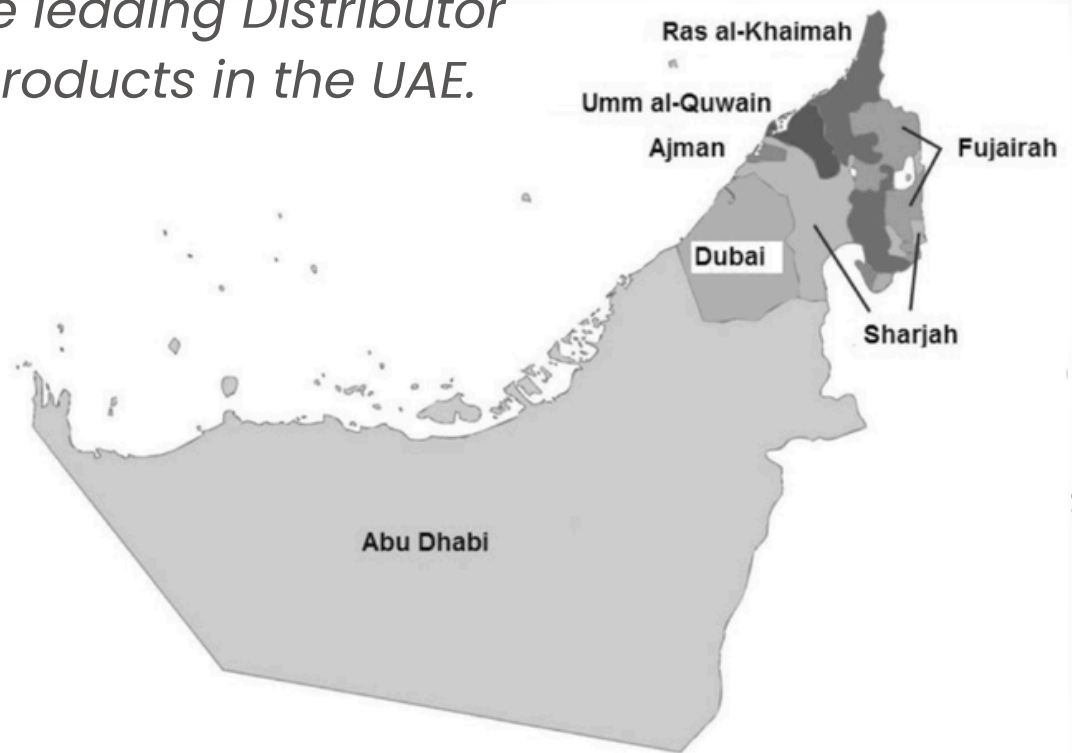 e leading Distributor
roducts in the UAE.
Ras al-Khaimah
Umm al-Quwain
Ajman
Fujairah
Dubai
Sharjah
Abu Dhabi